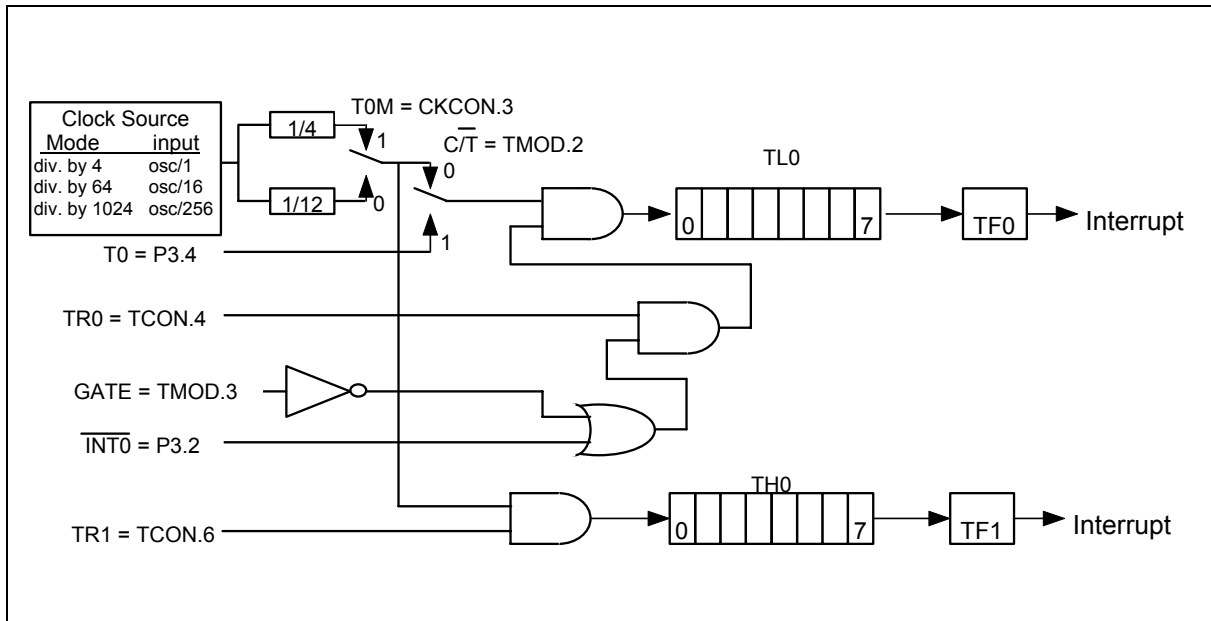 T0M = CKCON.3
Clock Source
Mode input
div. by 4 osc/1
div. by 64 osc/16
div. by 1024 osc/256
1/4
1
C/T̅ = TMOD.2
0
1/12
0
1
T0 = P3.4
TL0
0 7
TF0
Interrupt
TR0 = TCON.4
GATE = TMOD.3
I̅N̅T̅0̅ = P3.2
TR1 = TCON.6
TH0
0 7
TF1
Interrupt